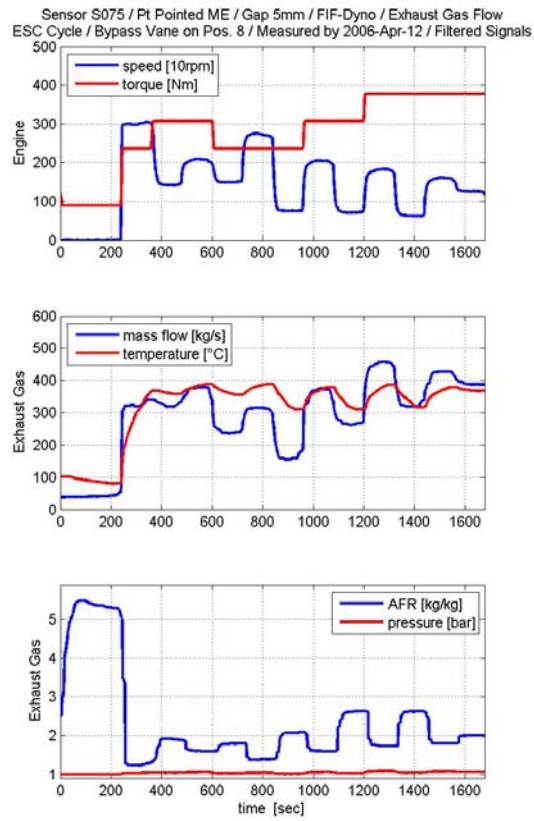 Sensor S075 / Pt Pointed ME / Gap 5mm / FIF-Dyno / Exhaust Gas Flow
ESC Cycle / Bypass Vane on Pos. 8 / Measured by 2006-Apr-12 / Filtered Signals
500
400
300
200
100
0
Engine
speed [10rpm]
torque [Nm]
0 200 400 600 800 1000 1200 1400 1600
600
500
400
300
200
100
0
Exhaust Gas
mass flow [kg/s]
temperature [°C]
0 200 400 600 800 1000 1200 1400 1600
5
4
3
2
1
Exhaust Gas
AFR [kg/kg]
pressure [bar]
0 200 400 600 800 1000 1200 1400 1600
time [sec]